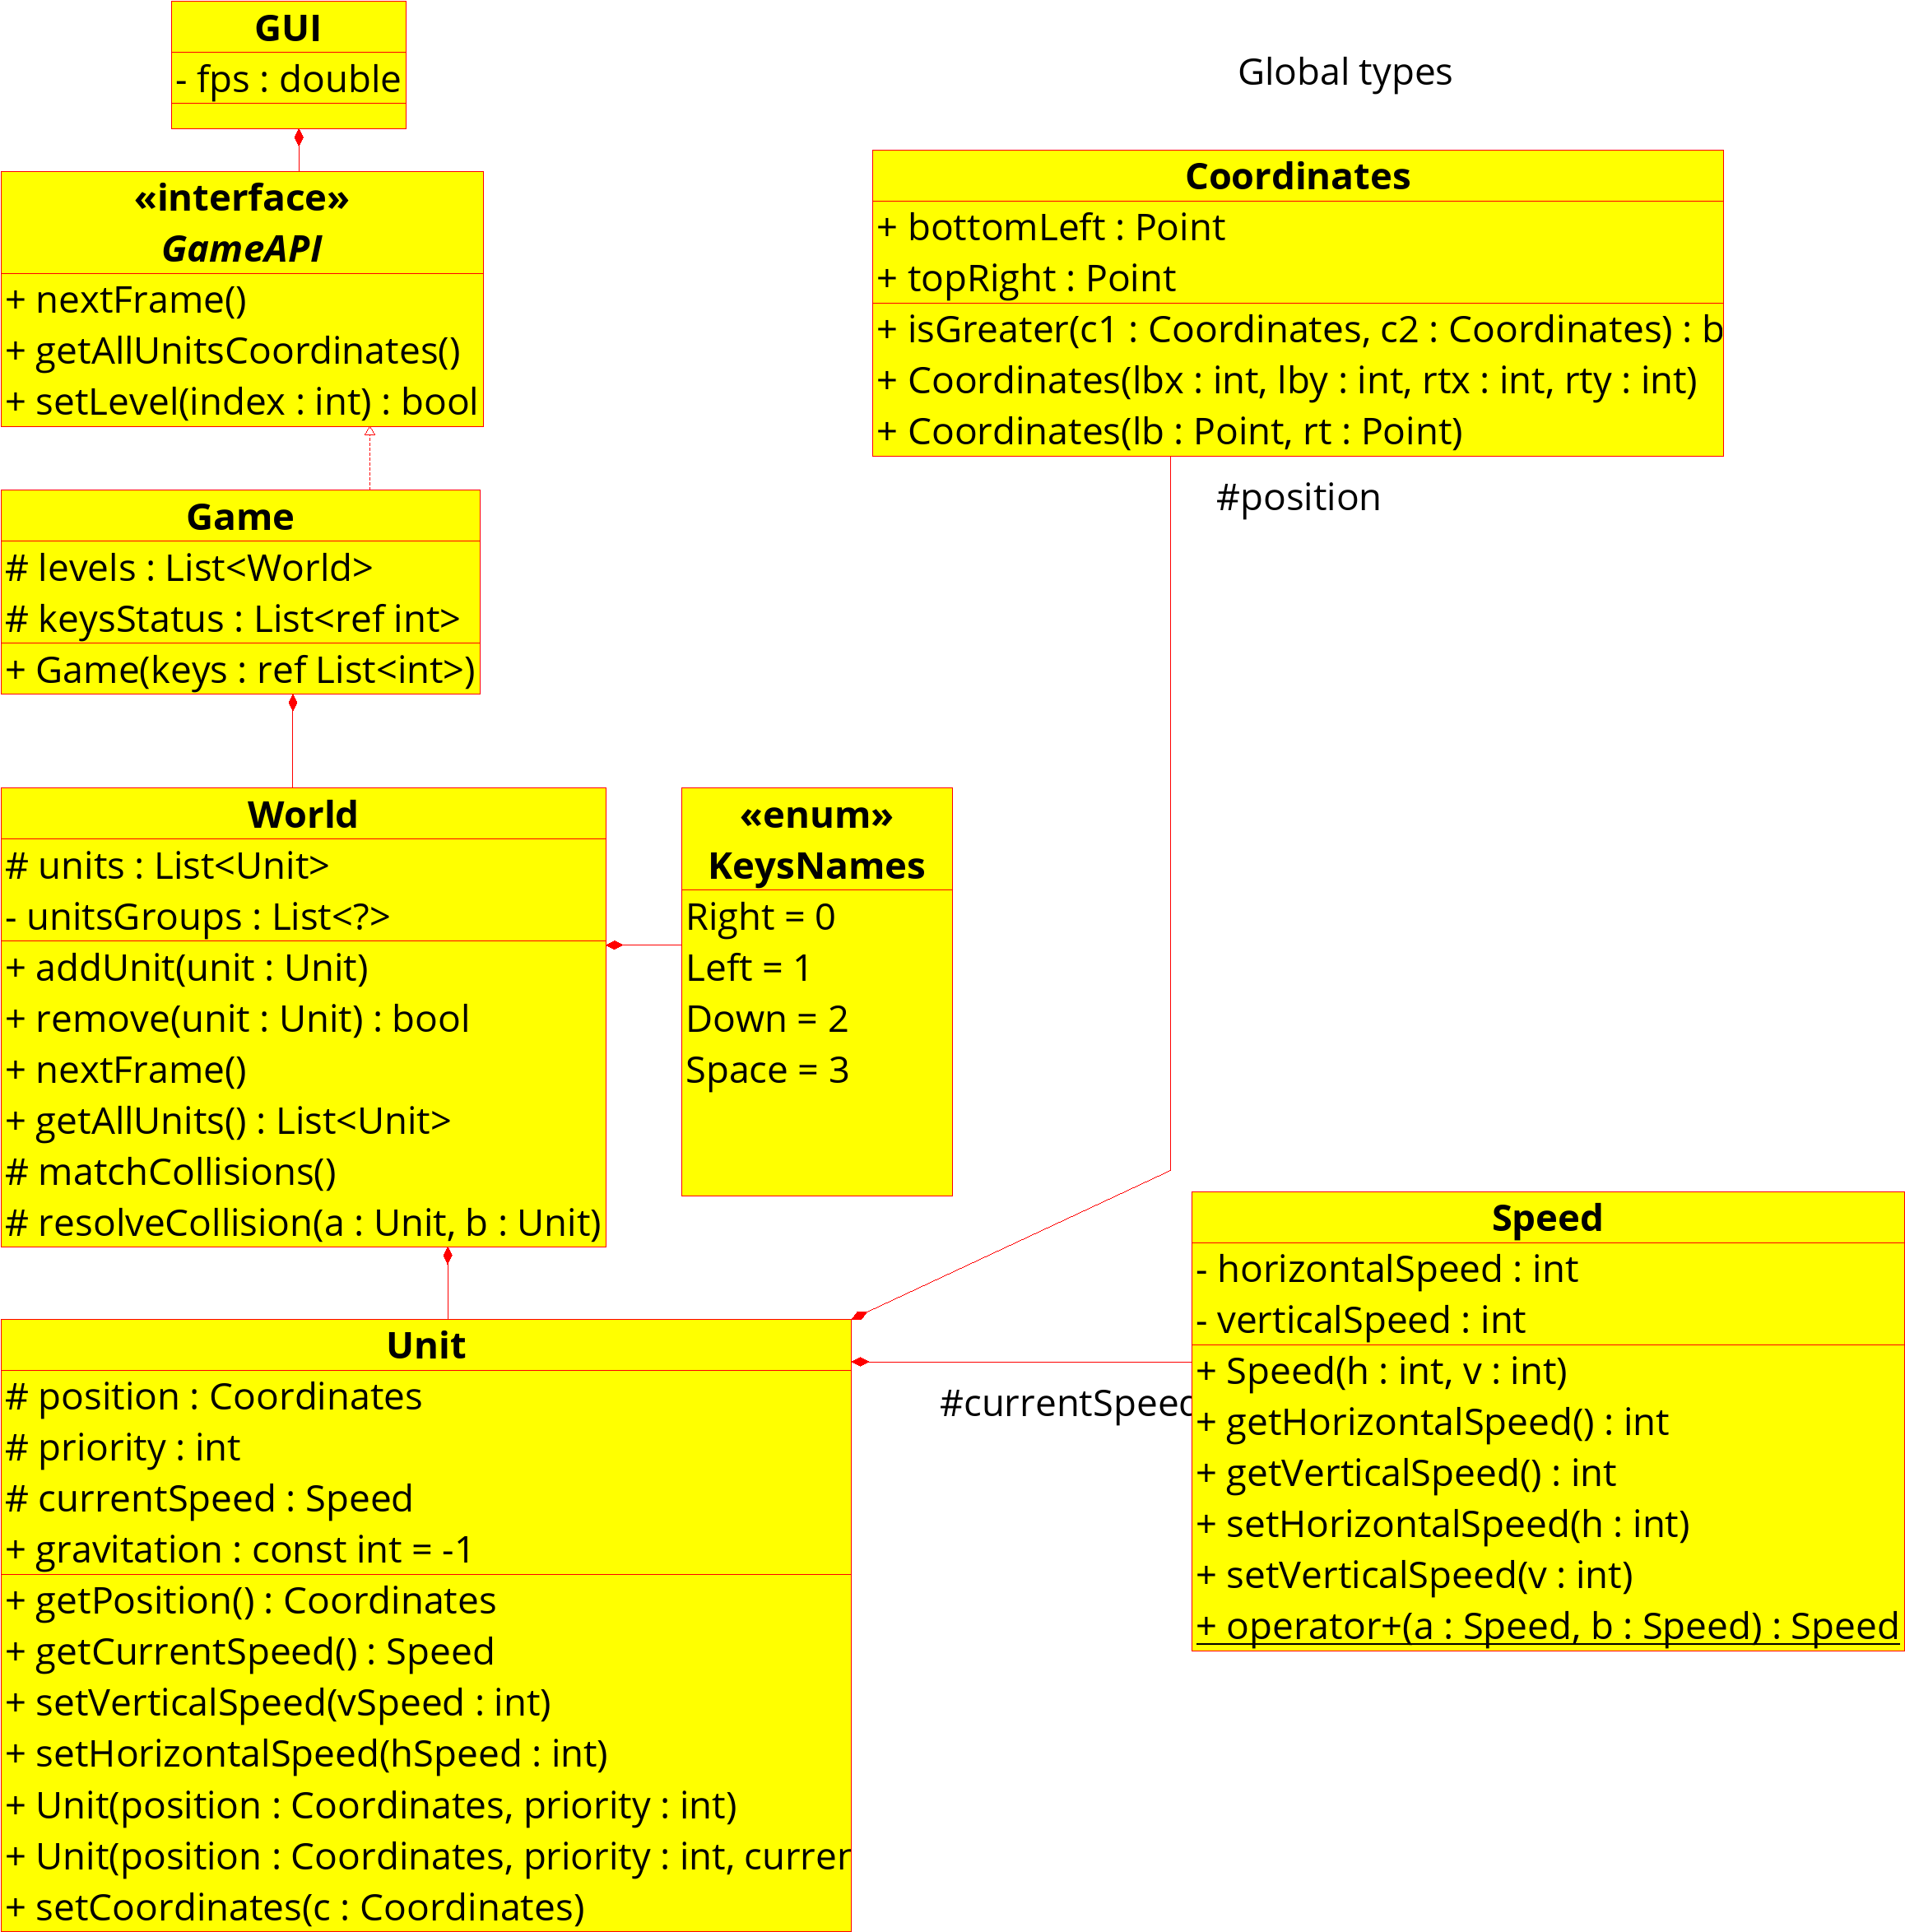 GUI
- fps : double
«interface»
GameAPI
+ nextFrame()
+ getAllUnitsCoordinates()
+ setLevel(index : int) : bool
Game
# levels : List<World>
# keysStatus : List<ref int>
+ Game(keys : ref List<int>)
World
# units : List<Unit>
- unitsGroups : List<?>
+ addUnit(unit : Unit)
+ remove(unit : Unit) : bool
+ nextFrame()
+ getAllUnits() : List<Unit>
# matchCollisions()
# resolveCollision(a : Unit, b : Unit)
«enum»
KeysNames
Right = 0
Left = 1
Down = 2
Space = 3
Unit
# position : Coordinates
# priority : int
# currentSpeed : Speed
+ gravitation : const int = -1
+ getPosition() : Coordinates
+ getCurrentSpeed() : Speed
+ setVerticalSpeed(vSpeed : int)
+ setHorizontalSpeed(hSpeed : int)
+ Unit(position : Coordinates, priority : int)
+ Unit(position : Coordinates, priority : int,
+ setCoordinates(c : Coordinates)
Global types
Coordinates
+ bottomLeft : Point
+ topRight : Point
+ isGreater(c1 : Coordinates, c2 : Coordinates) :
+ Coordinates(lbx : int, lby : int, rtx : int, rty : int)
+ Coordinates(lb : Point, rt : Point)
#position
#currentSpeed
Speed
- horizontalSpeed : int
- verticalSpeed : int
+ Speed(h : int, v : int)
+ getHorizontalSpeed() : int
+ getVerticalSpeed() : int
+ setHorizontalSpeed(h : int)
+ setVerticalSpeed(v : int)
+ operator+(a : Speed, b : Speed) : Speed